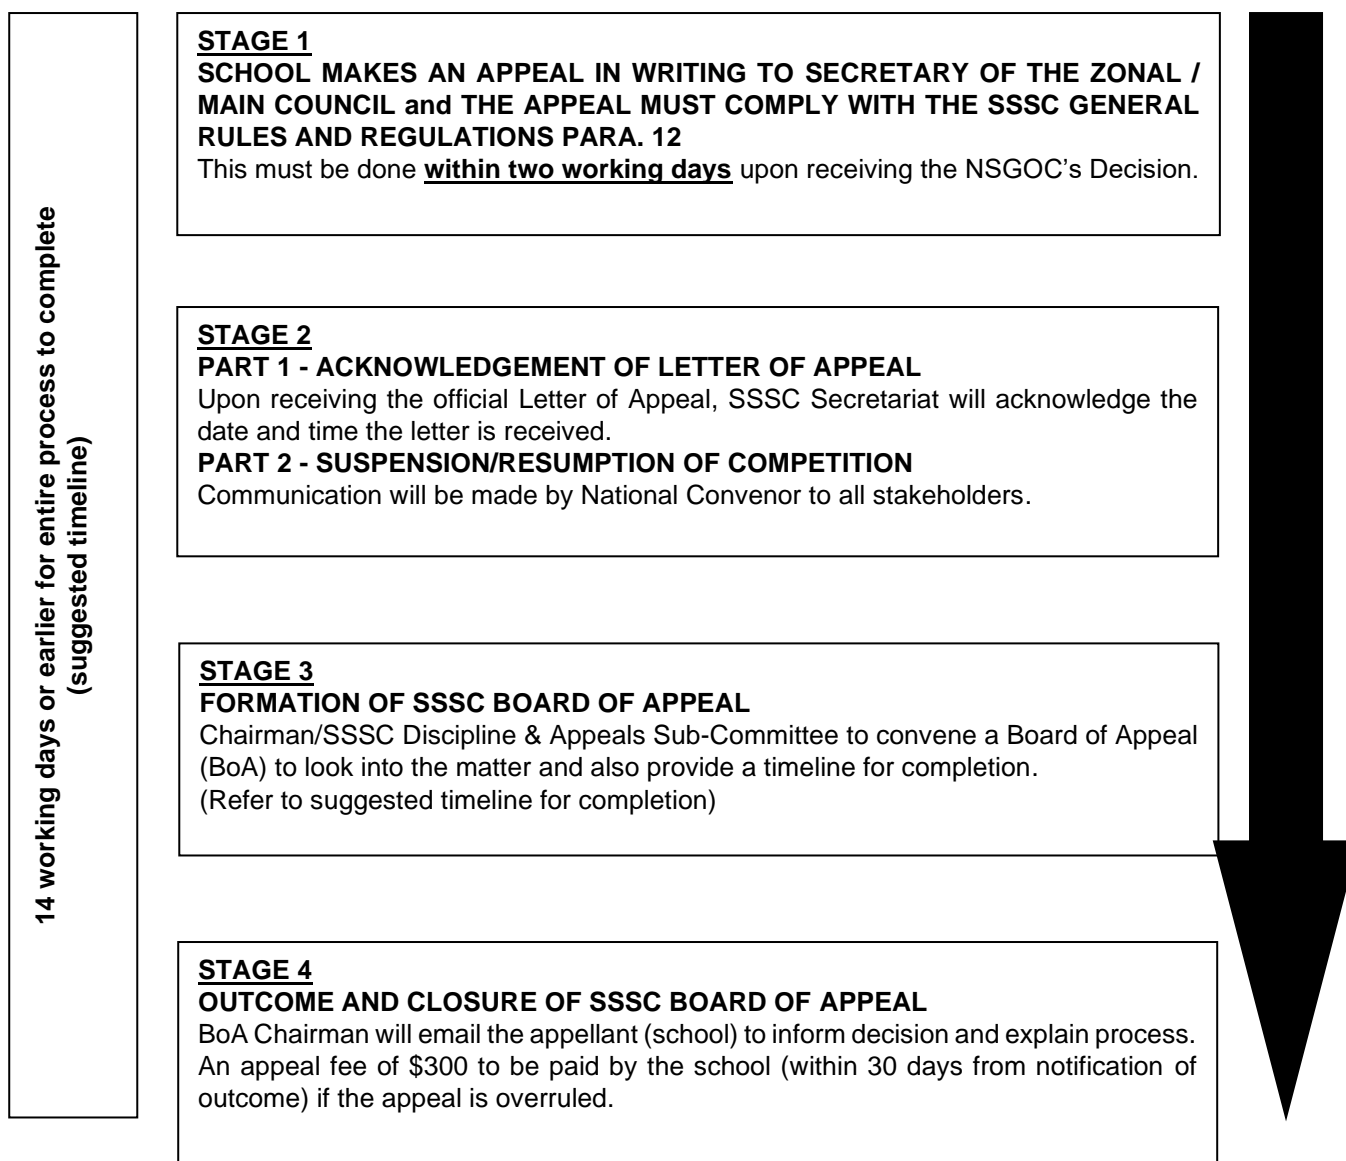 14 working days or earlier for entire process to complete
(suggested timeline)
STAGE 1
SCHOOL MAKES AN APPEAL IN WRITING TO SECRETARY OF THE ZONAL /
MAIN COUNCIL and THE APPEAL MUST COMPLY WITH THE SSSC GENERAL
RULES AND REGULATIONS PARA. 12
This must be done within two working days upon receiving the NSGOC's Decision.
STAGE 2
PART 1 - ACKNOWLEDGEMENT OF LETTER OF APPEAL
Upon receiving the official Letter of Appeal, SSSC Secretariat will acknowledge the
date and time the letter is received.
PART 2 - SUSPENSION/RESUMPTION OF COMPETITION
Communication will be made by National Convenor to all stakeholders.
STAGE 3
FORMATION OF SSSC BOARD OF APPEAL
Chairman/SSSC Discipline & Appeals Sub-Committee to convene a Board of Appeal
(BoA) to look into the matter and also provide a timeline for completion.
(Refer to suggested timeline for completion)
STAGE 4
OUTCOME AND CLOSURE OF SSSC BOARD OF APPEAL
BoA Chairman will email the appellant (school) to inform decision and explain process.
An appeal fee of $300 to be paid by the school (within 30 days from notification of
outcome) if the appeal is overruled.